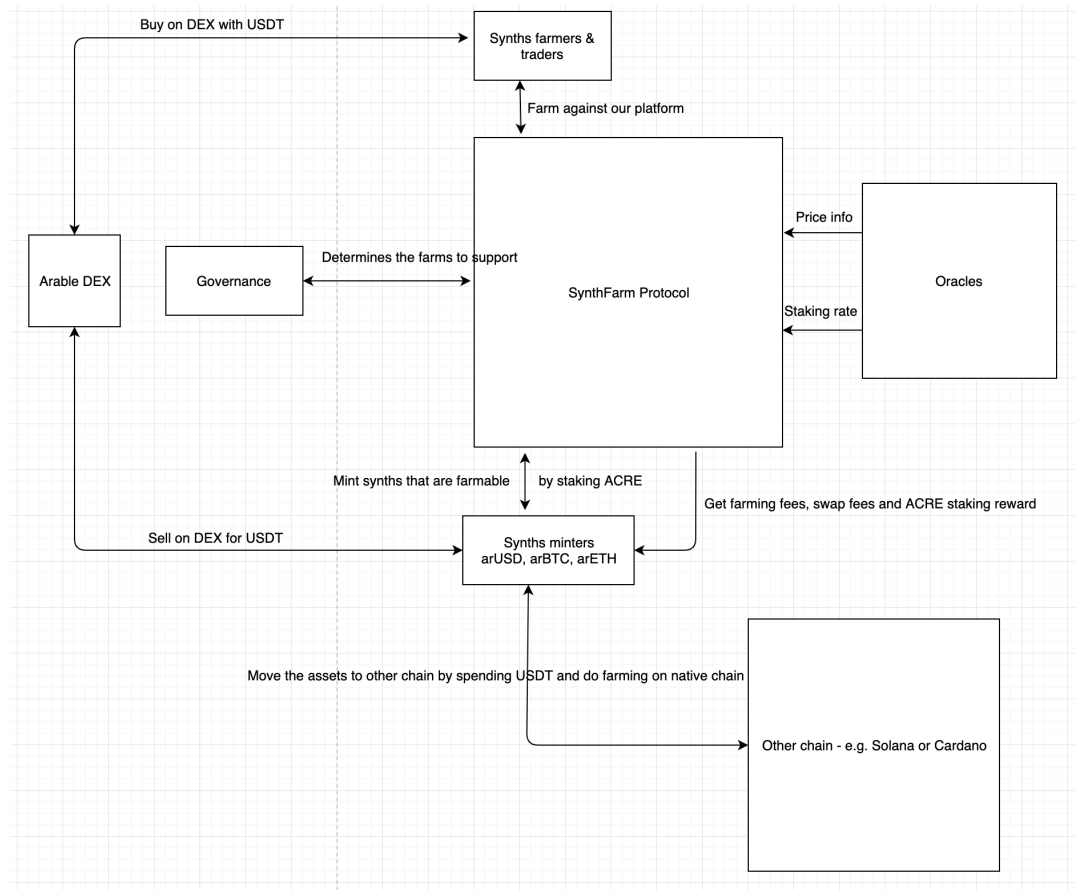 Buy on DEX with USDT
Synths farmers &
traders
Farm against our platform
Price info
Determines the farms to support
Arable DEX
Governance
SynthFarm Protocol
Oracles
Staking rate
Mint synths that are farmable
by staking ACRE
Get farming fees, swap fees and ACRE staking reward
Sell on DEX for USDT
Synths minters
arUSD, arBTC, arETH
Move the assets to other chain by spending USDT and do farming on native chain
Other chain - e.g. Solana or Cardano